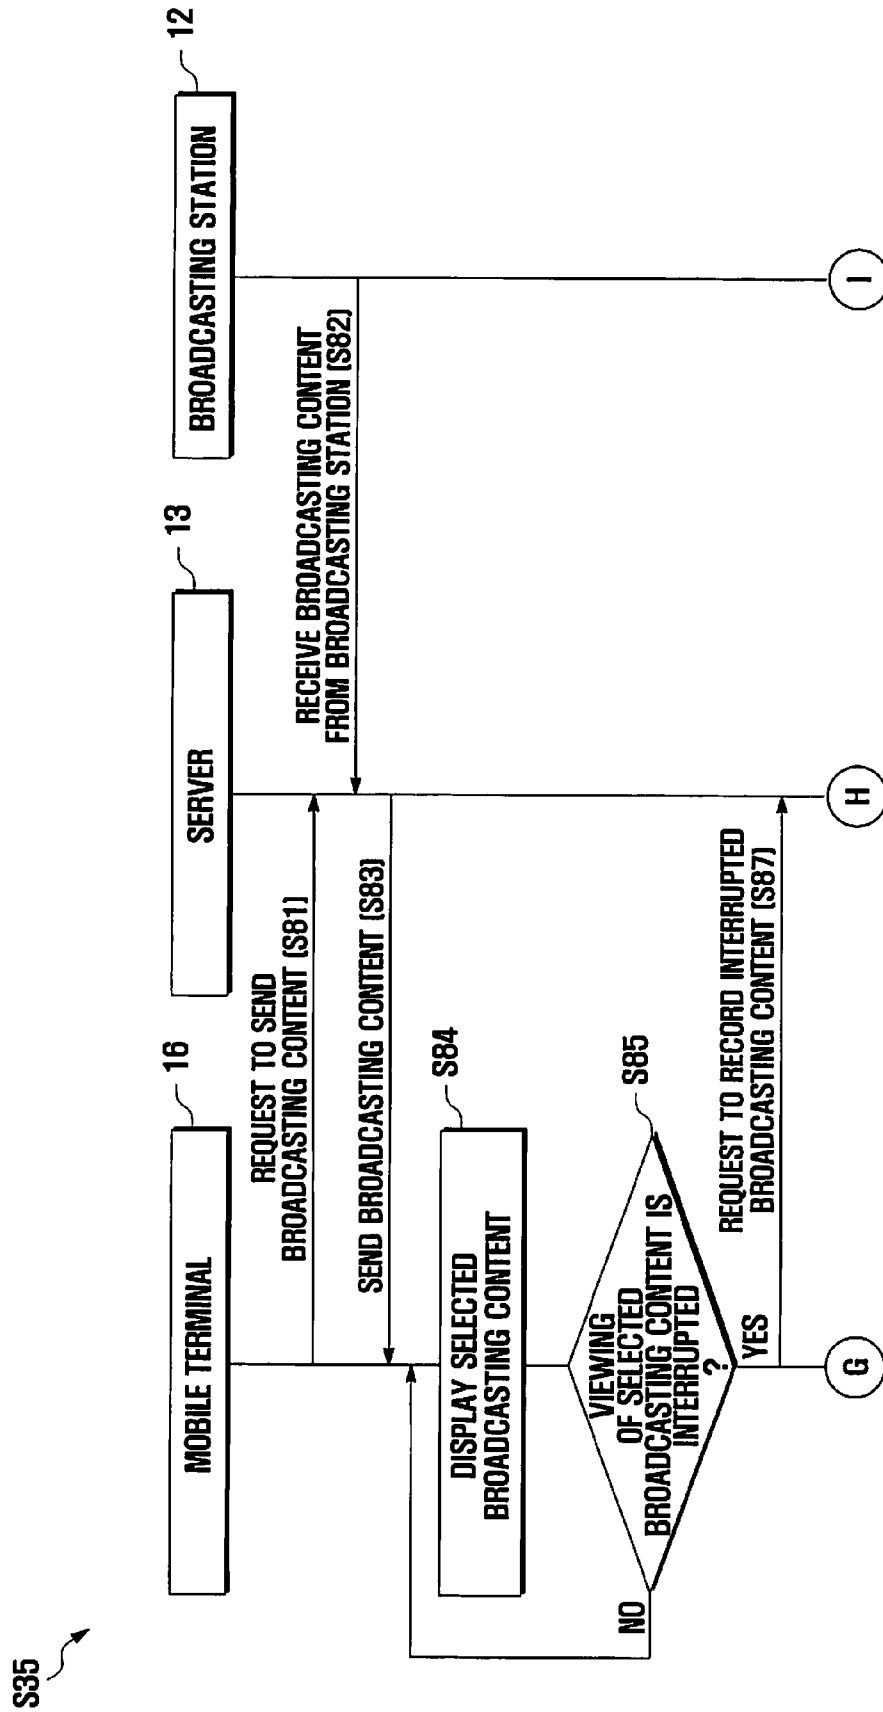 S35
MOBILE TERMINAL
16
SERVER
13
BROADCASTING STATION
12
REQUEST TO SEND
BROADCASTING CONTENT (S81)
RECEIVE BROADCASTING CONTENT
FROM BROADCASTING STATION (S82)
SEND BROADCASTING CONTENT (S83)
DISPLAY SELECTED
BROADCASTING CONTENT
S84
VIEWING
OF SELECTED
BROADCASTING CONTENT IS
INTERRUPTED
?
S85
NO
YES
REQUEST TO RECORD INTERRUPTED
BROADCASTING CONTENT (S87)
G
H
I